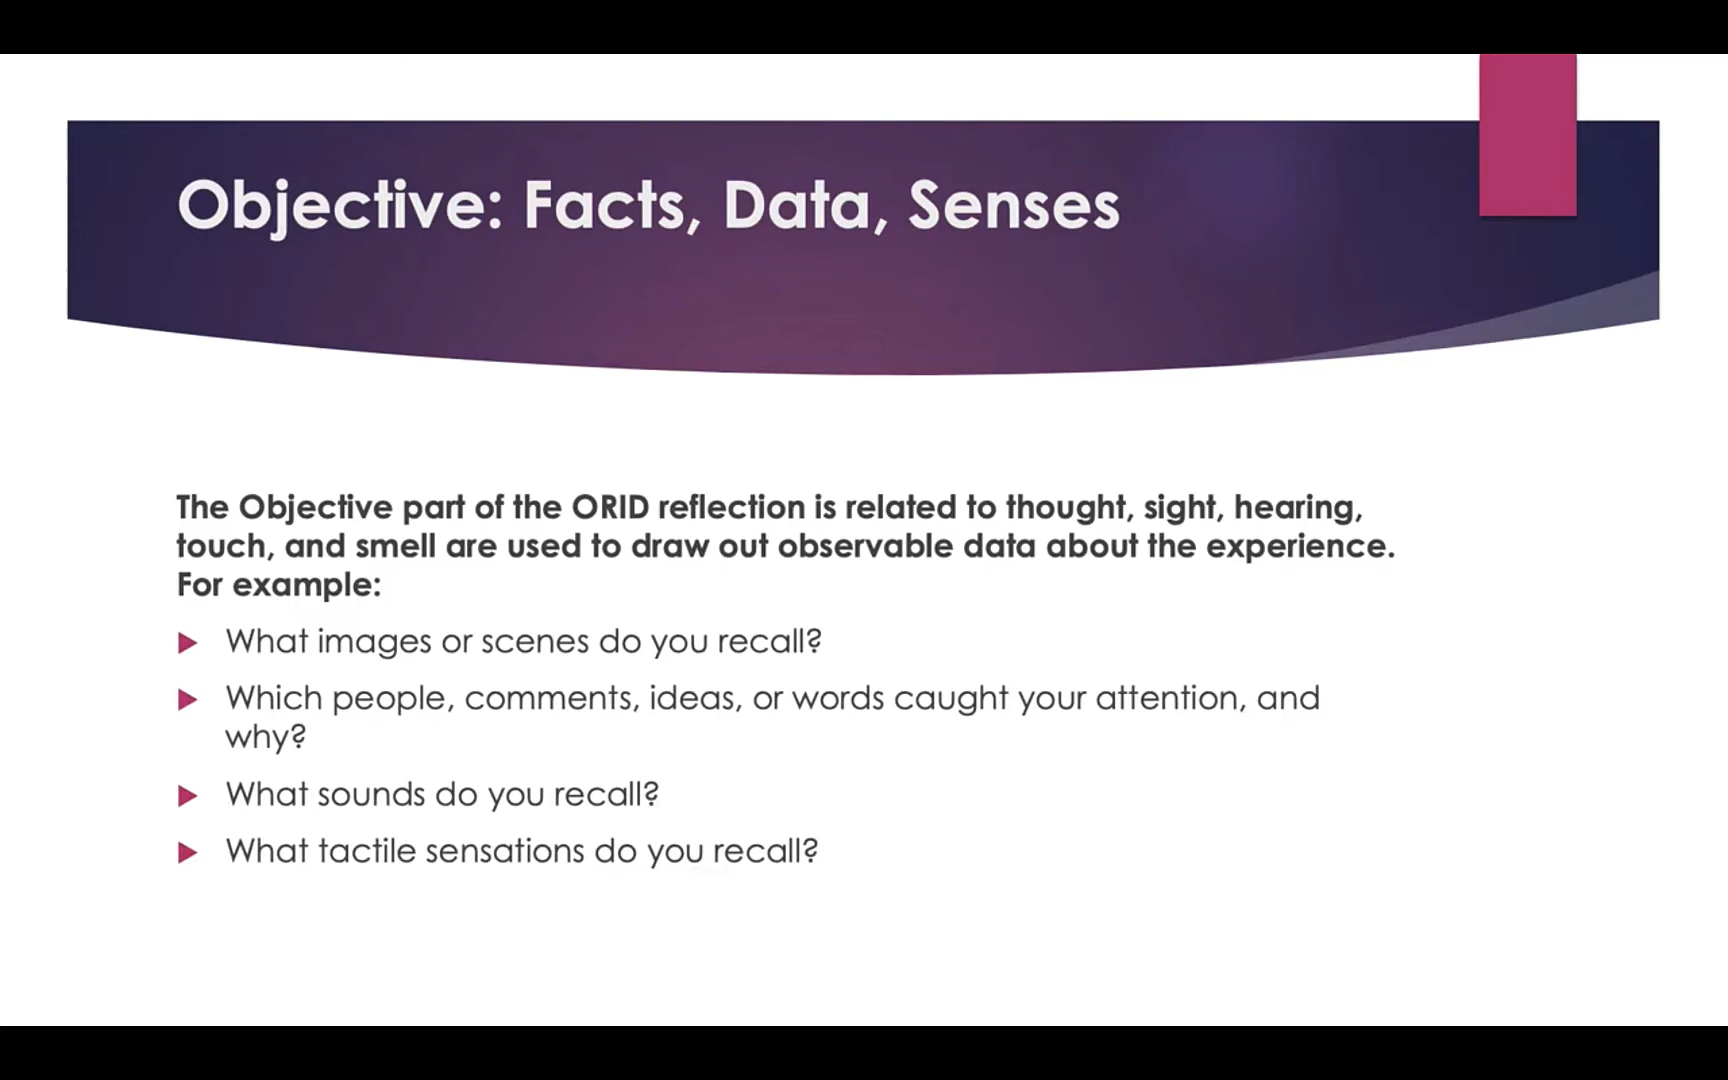 Objective: Facts, Data, Senses
The Objective part of the ORID reflection is related to thought, sight, hearing,
touch, and smell are used to draw out observable data about the experience.
For example:
What images or scenes do you recall?
Which people, comments, ideas, or words caught your attention, and
why?
What sounds do you recall?
What tactile sensations do you recall?